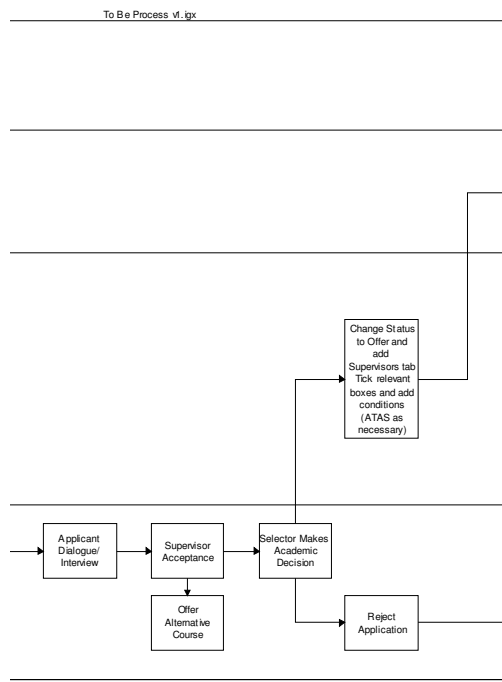 To Be Process v1.igx
Change Status
to Offer and
add
Supervisors tab
Tick relevant
boxes and add
conditions
(ATAS as
necessary)
Applicant
Dialogue/
Interview
Supervisor
Acceptance
Selector Makes
Academic
Decision
Offer
Alternative
Course
Reject
Application